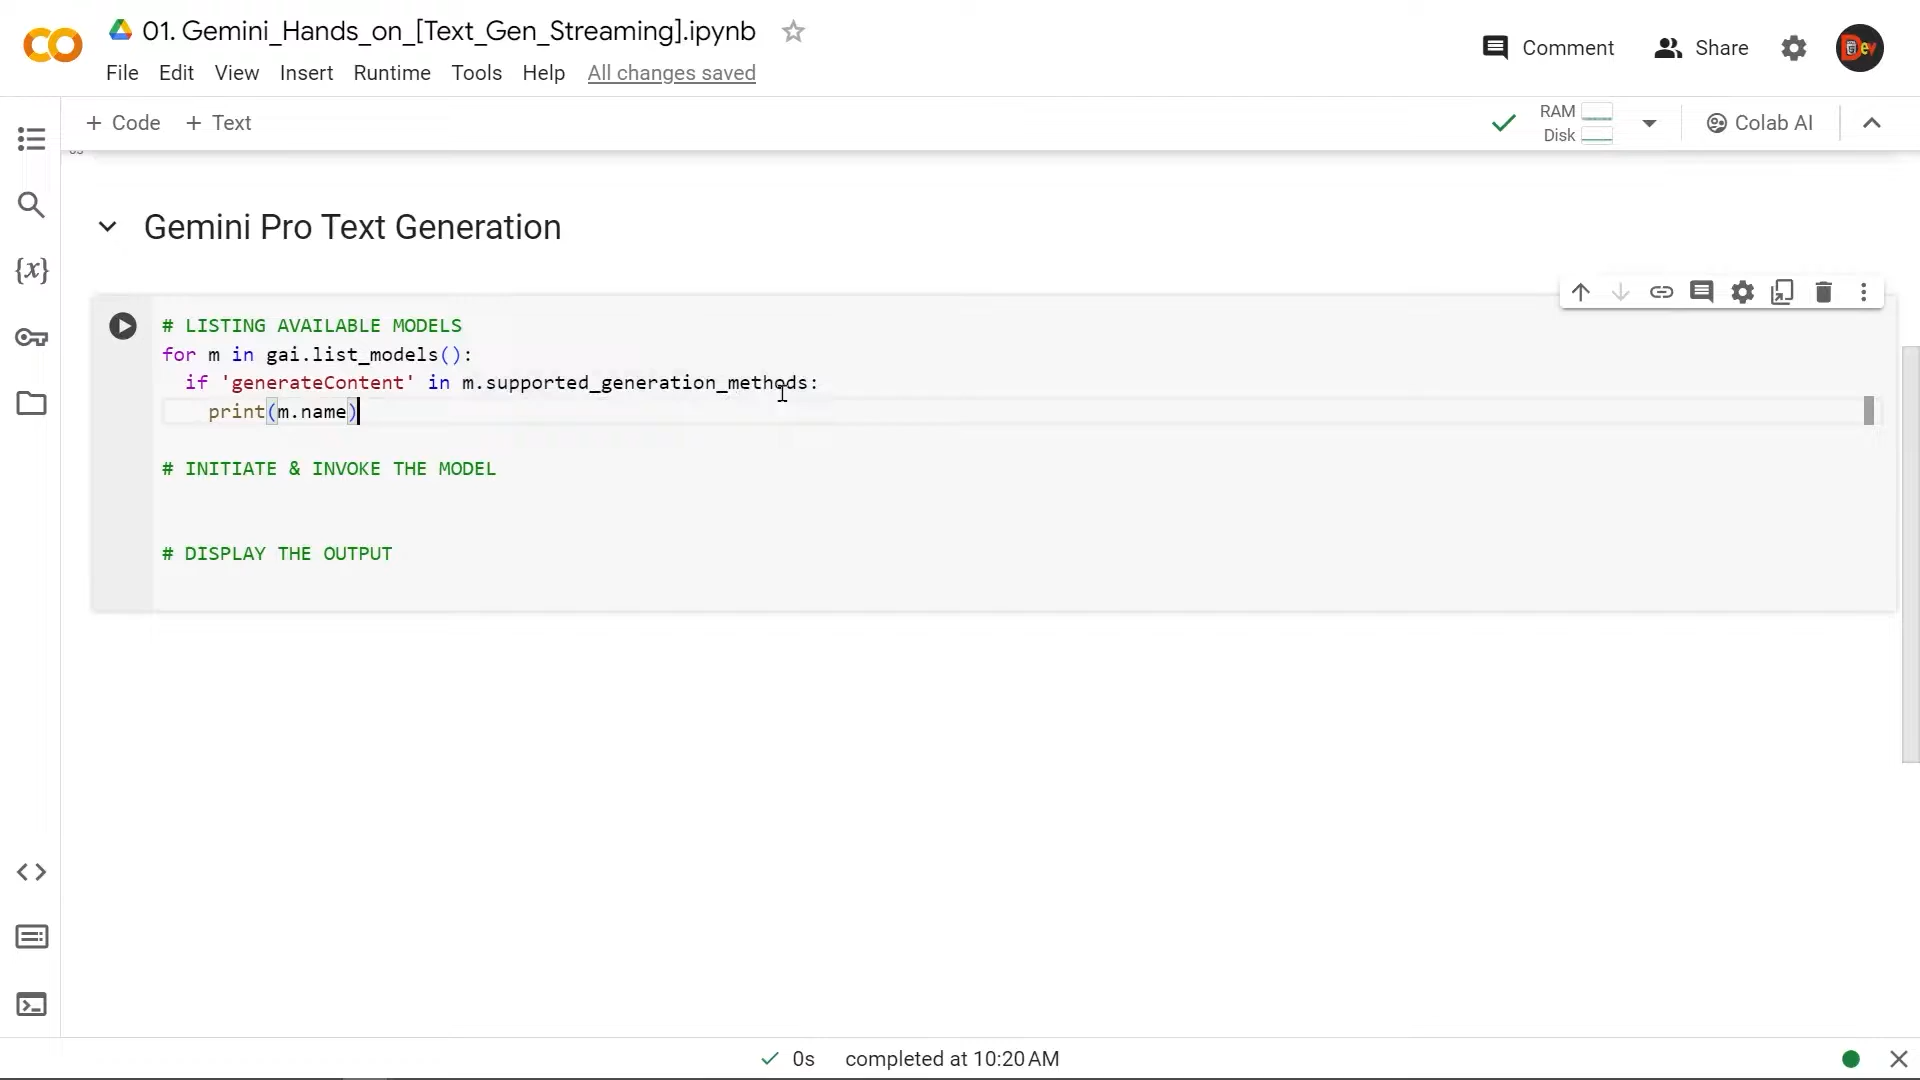 01. Gemini_Hands_on_[Text_Gen_Streaming].ipynb
Comment
Share
Dev
File Edit View Insert Runtime Tools Help All changes saved
+ Code + Text
RAM
Disk
Colab AI
0s
{x}
Gemini Pro Text Generation
# LISTING AVAILABLE MODELS
for m in gai.list_models():
if 'generateContent' in m.supported_generation_methods:
print(m.name)
# INITIATE & INVOKE THE MODEL
# DISPLAY THE OUTPUT
0s completed at 10:20 AM